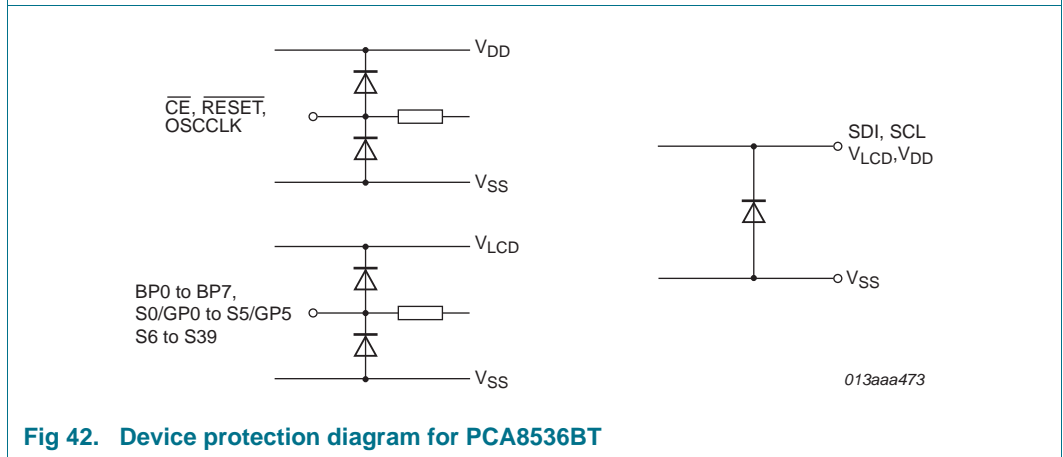 VDD
CE, RESET,
OSCCLK
VSS
VLCD
BP0 to BP7,
S0/GP0 to S5/GP5
S6 to S39
VSS
SDI, SCL
VLCD,VDD
VSS
013aaa473
Fig 42. Device protection diagram for PCA8536BT